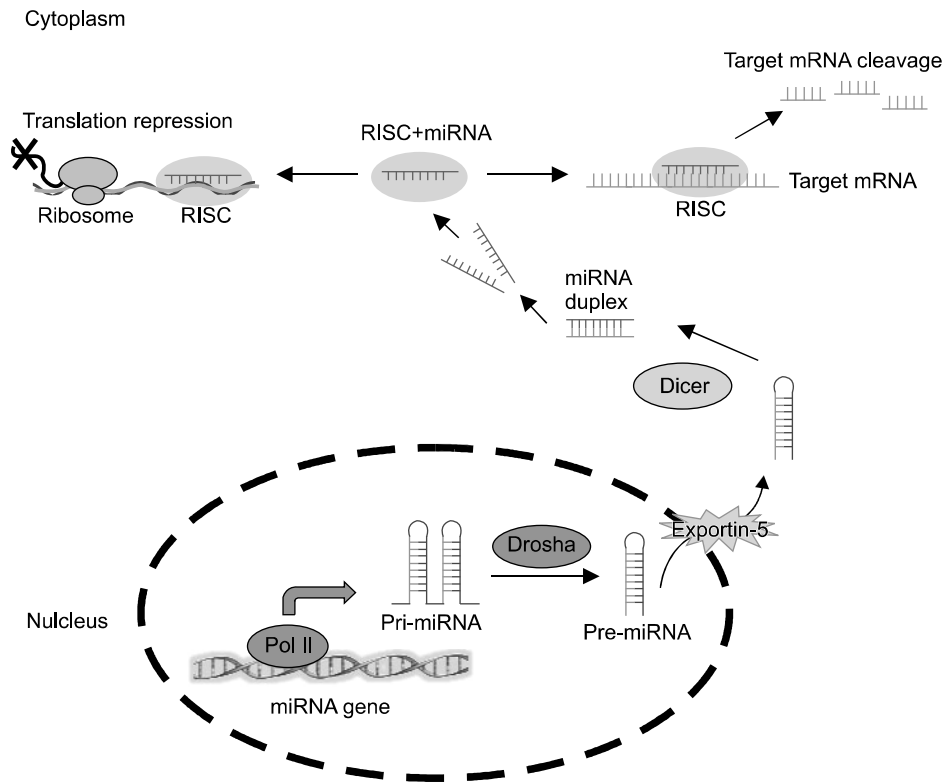 Cytoplasm
Target mRNA cleavage
Translation repression
RISC+miRNA
Target mRNA
Ribosome
RISC
RISC
miRNA
duplex
Dicer
Exportin-5
Drosha
Pri-miRNA
Pre-miRNA
Nulcleus
Pol II
miRNA gene